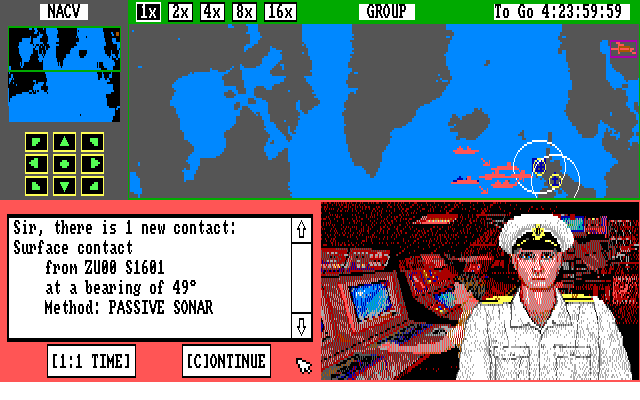 NACV
1x 2x 4x 8x 16x
GROUP
To Go 4:23:59:59
Sir, there is 1 new contact:
Surface contact
from ZU00 S1601
at a bearing of 49°
Method: PASSIVE SONAR
[1:1 TIME]
[C]ONTINUE